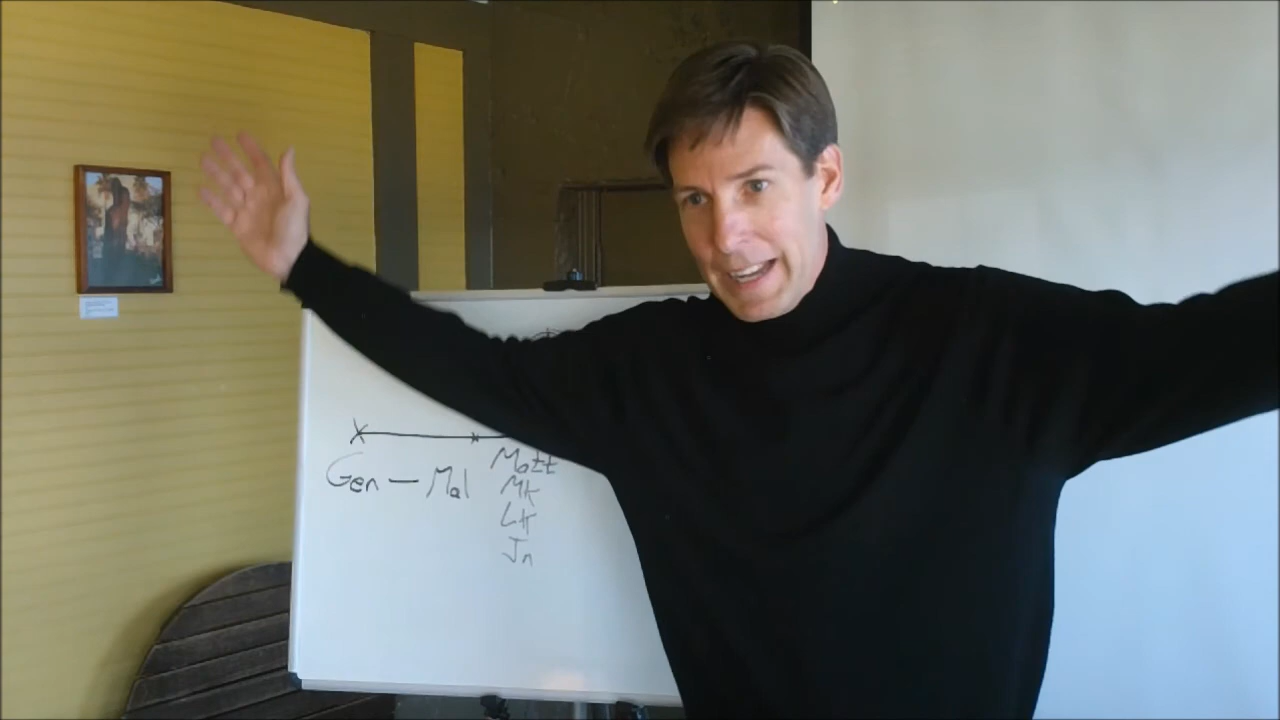 Gen — Mal
Matt
Mk
Lk
Jn